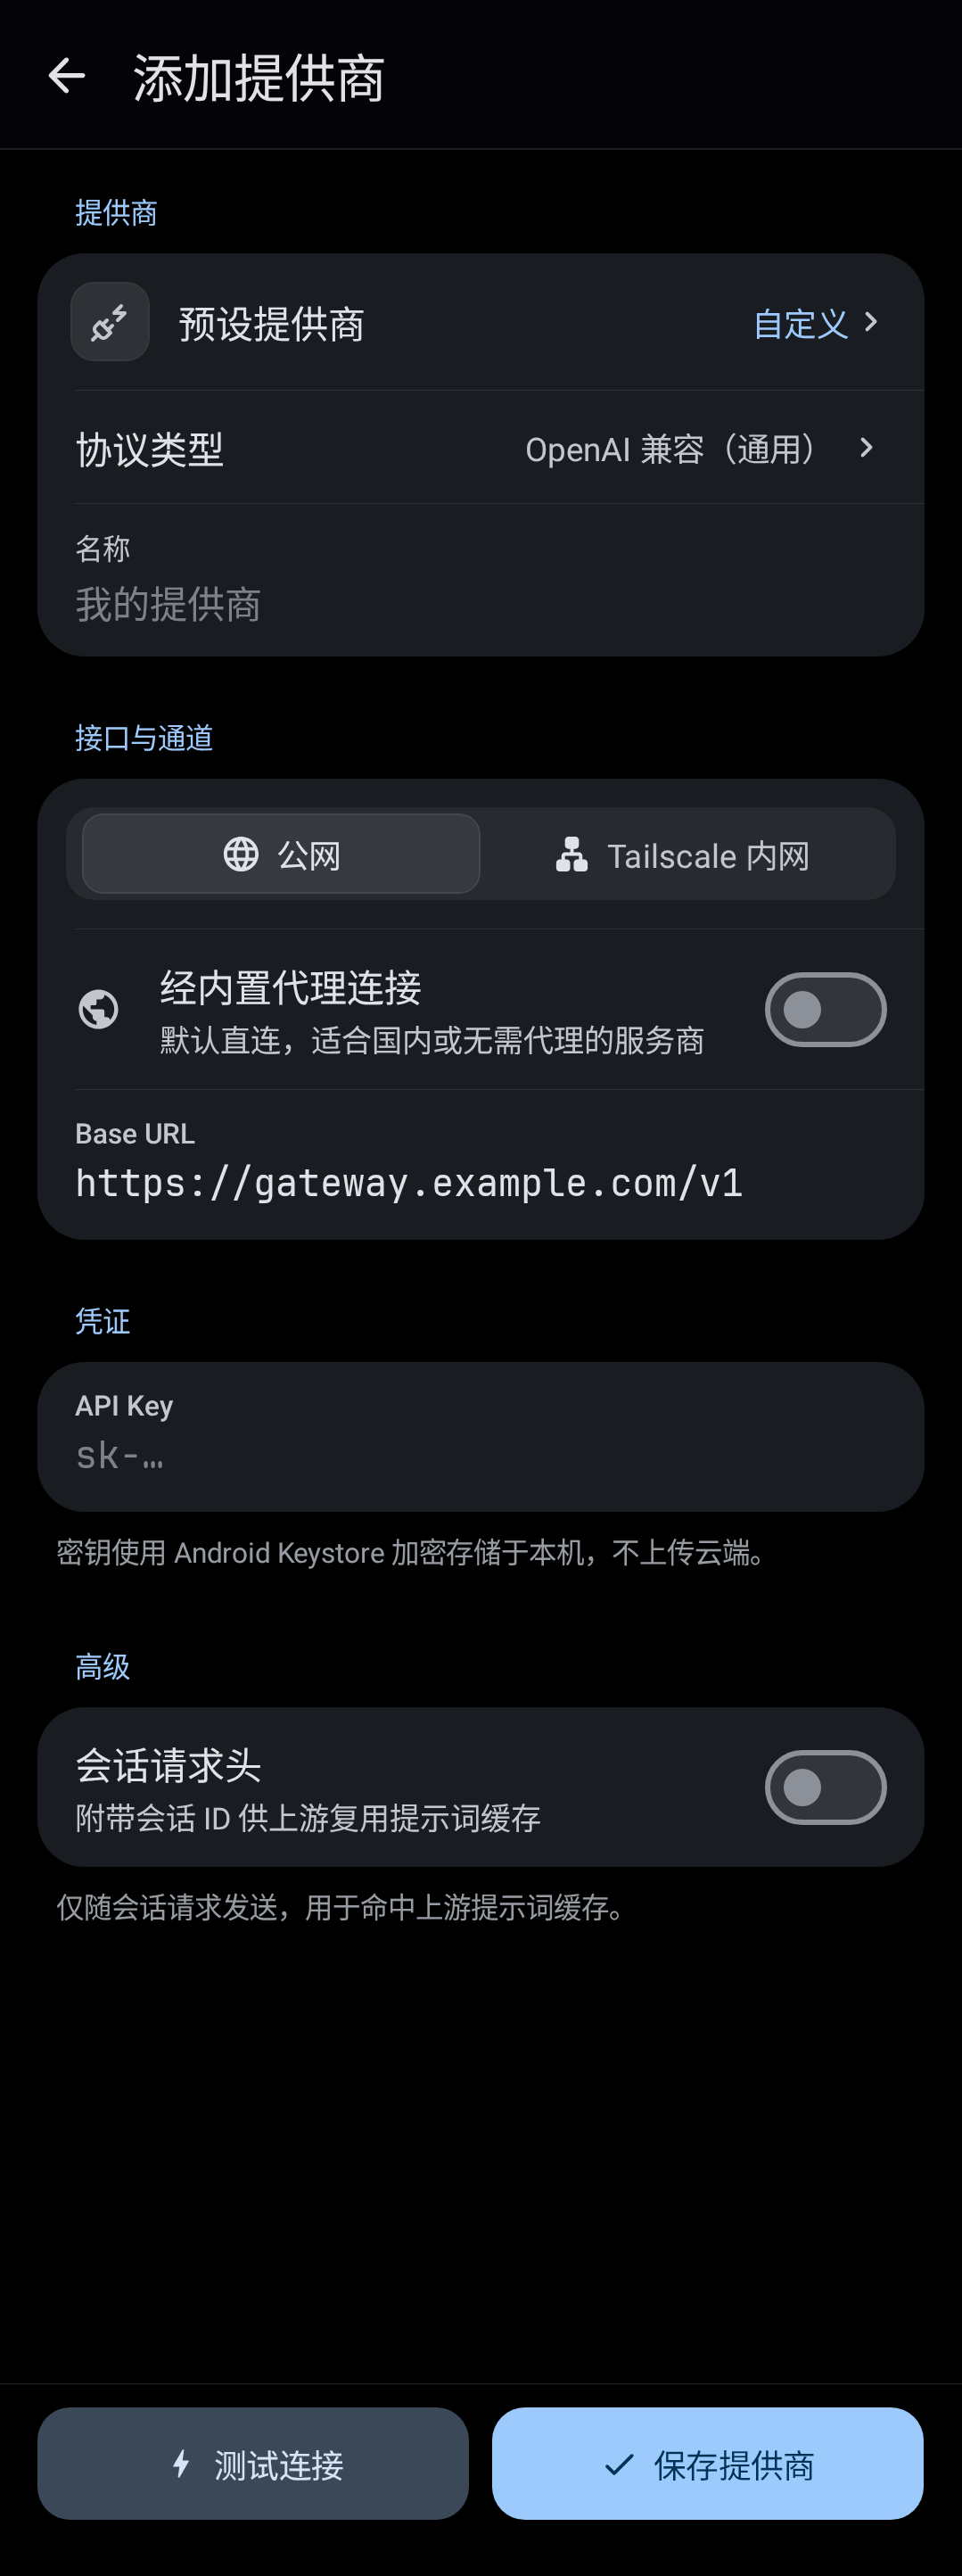 添加提供商
提供商
预设提供商 自定义
协议类型 OpenAI 兼容（通用）
名称
我的提供商
接口与通道
公网 Tailscale 内网
经内置代理连接
默认直连，适合国内或无需代理的服务商
Base URL
https://gateway.example.com/v1
凭证
API Key
sk-…
密钥使用 Android Keystore 加密存储于本机，不上传云端。
高级
会话请求头
附带会话 ID 供上游复用提示词缓存
仅随会话请求发送，用于命中上游提示词缓存。
测试连接 保存提供商